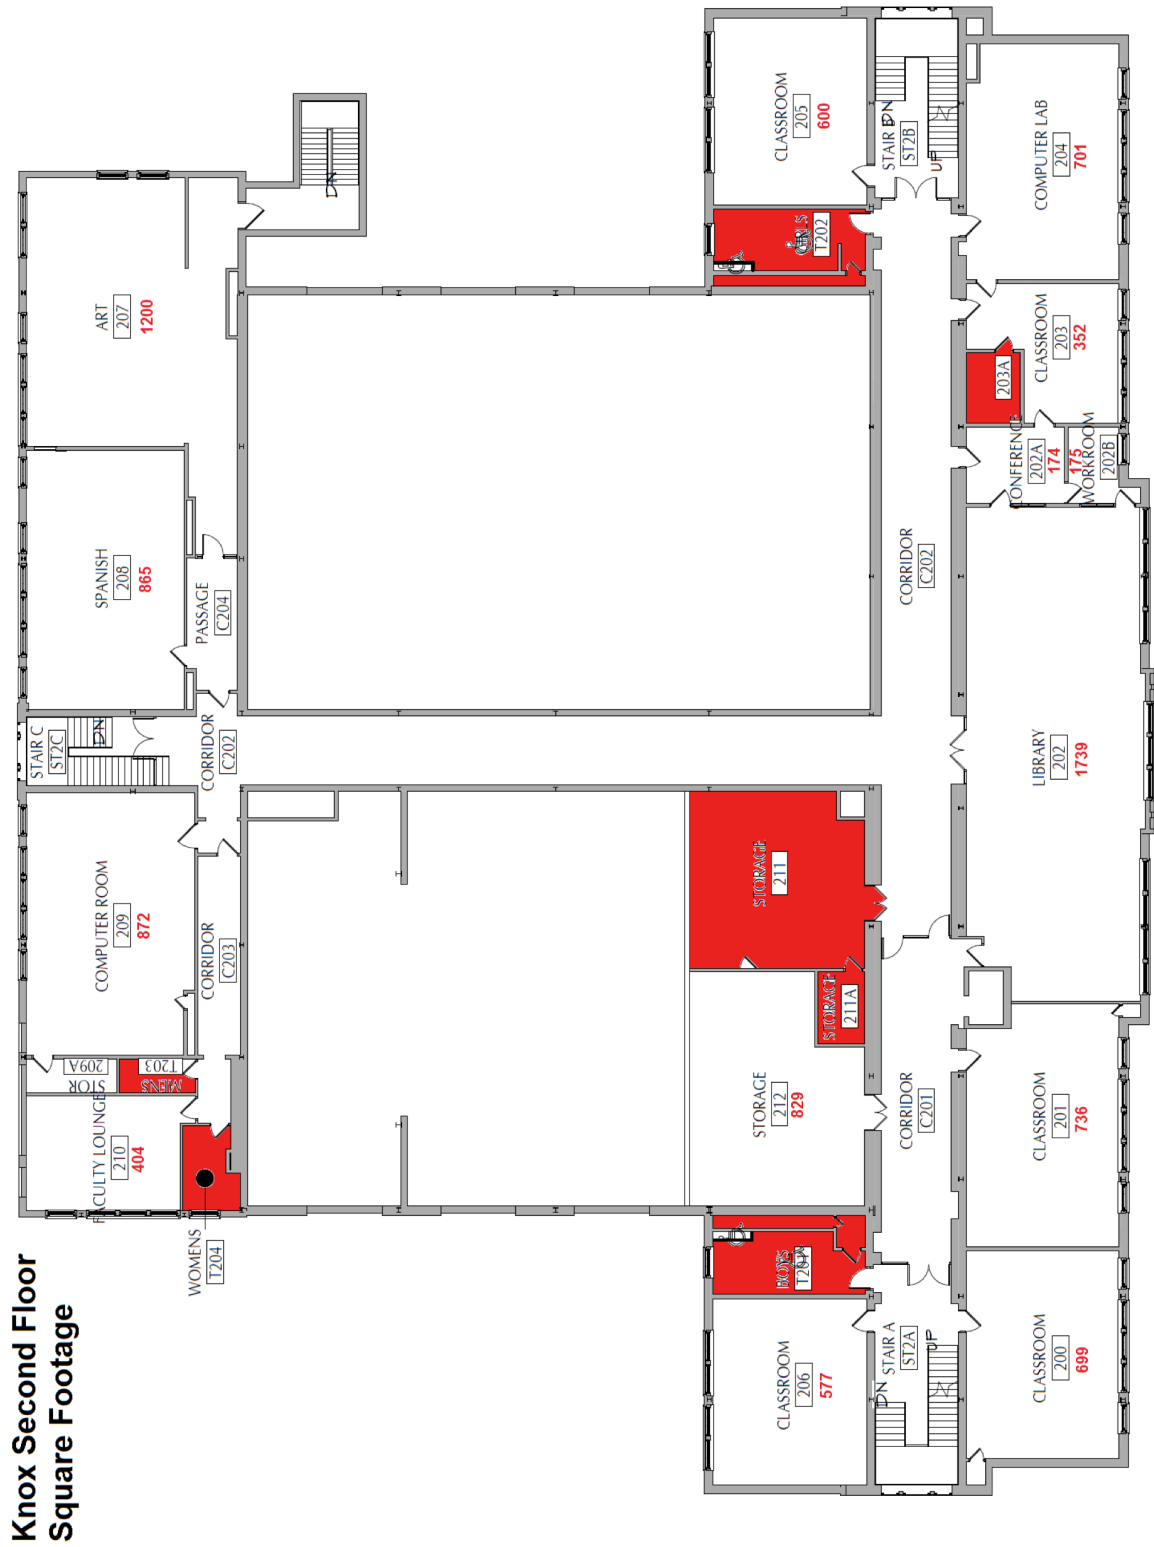 Knox Second Floor
Square Footage
FACULTY LOUNGE
210
404
STOR
209A
MENS
T203
WOMENS
T204
COMPUTER ROOM
209
872
CORRIDOR
C203
STAIR C
ST2C
DN
CORRIDOR
C202
SPANISH
208
865
PASSAGE
C204
ART
207
1200
DN
CLASSROOM
206
577
BOYS
T201
STORAGE
212
829
STORAGE
211A
STORAGE
211
GIRLS
T202
CLASSROOM
205
600
STAIR A
ST2A
DN
UP
CORRIDOR
C201
CORRIDOR
C202
STAIR B
ST2B
DN
UP
CLASSROOM
200
699
CLASSROOM
201
736
LIBRARY
202
1739
CONFERENCE
202A
174
175
WORKROOM
202B
203A
CLASSROOM
203
352
COMPUTER LAB
204
701